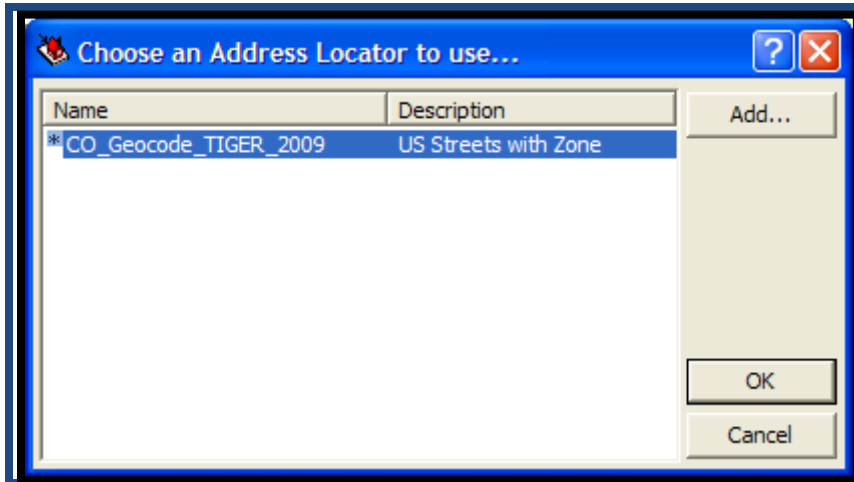 Choose an Address Locator to use...
Name Description
*CO_Geocode_TIGER_2009 US Streets with Zone
Add...
OK
Cancel